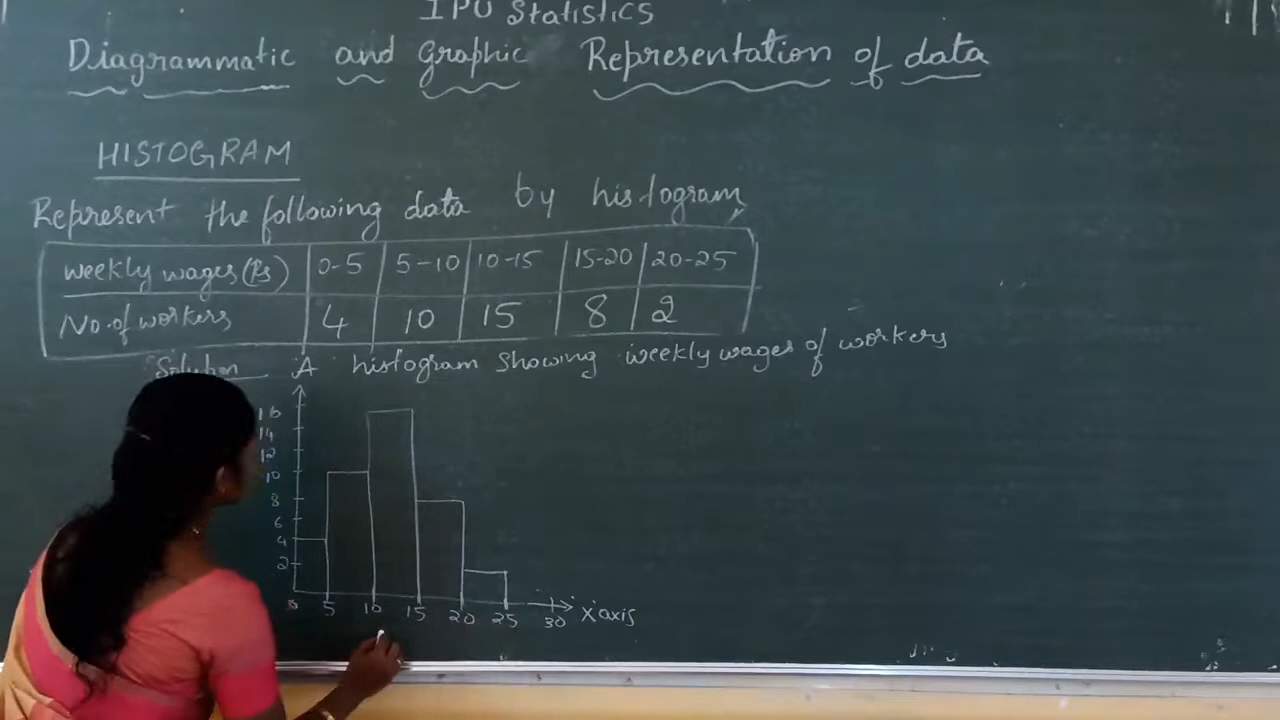 IPUC Statistics
Diagrammatic and Graphic Representation of data
HISTOGRAM
Represent the following data by histogram
weekly wages(Rs) 0-5 5-10 10-15 15-20 20-25
No.of workers 4 10 15 8 2
Solution A histogram showing weekly wages of workers
16
14
12
10
8
6
4
2
0 5 10 15 20 25 30 X axis